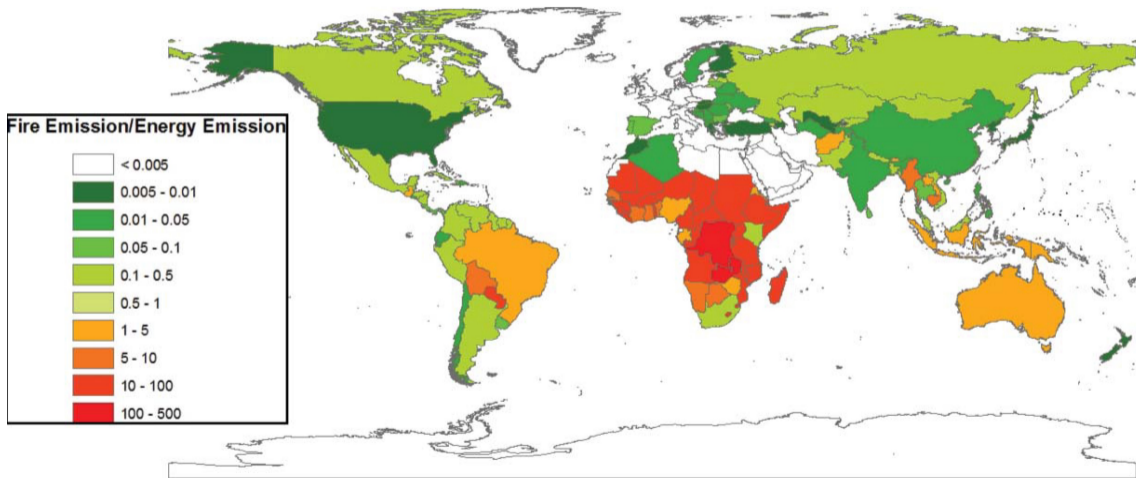 Fire Emission/Energy Emission
< 0.005
0.005 - 0.01
0.01 - 0.05
0.05 - 0.1
0.1 - 0.5
0.5 - 1
1 - 5
5 - 10
10 - 100
100 - 500